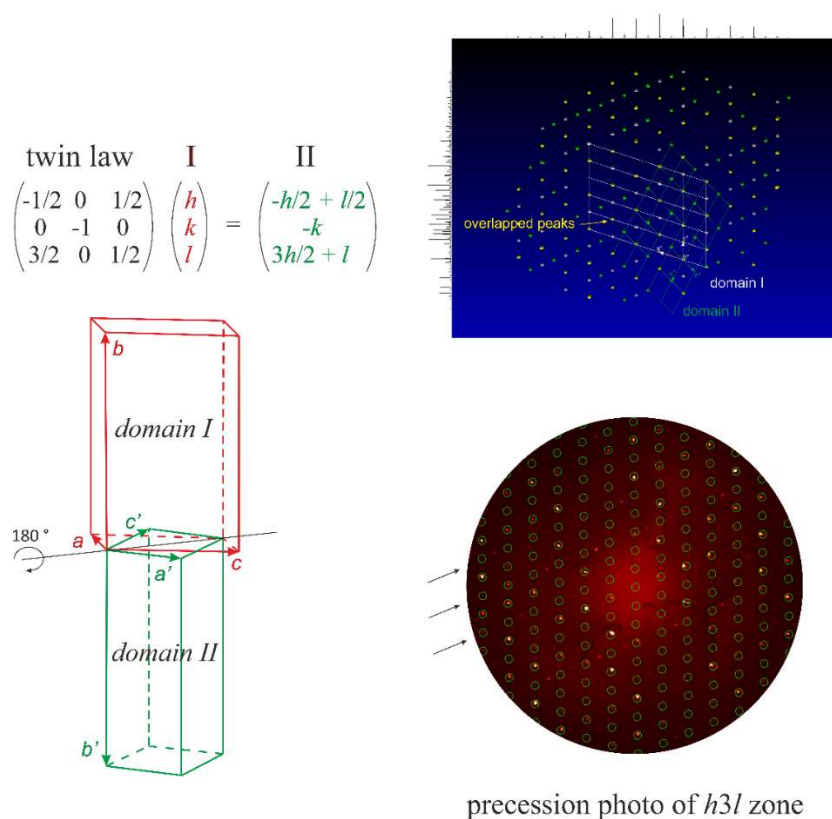 twin law I II
(-1/2 0 1/2) (h) = (-h/2 + l/2)
(0 -1 0) (k) (-k)
(3/2 0 1/2) (l) (3h/2 + l)
overlapped peaks
domain I
domain II
b
domain I
180°
a
c'
a'
c
domain II
b'
precession photo of h3l zone